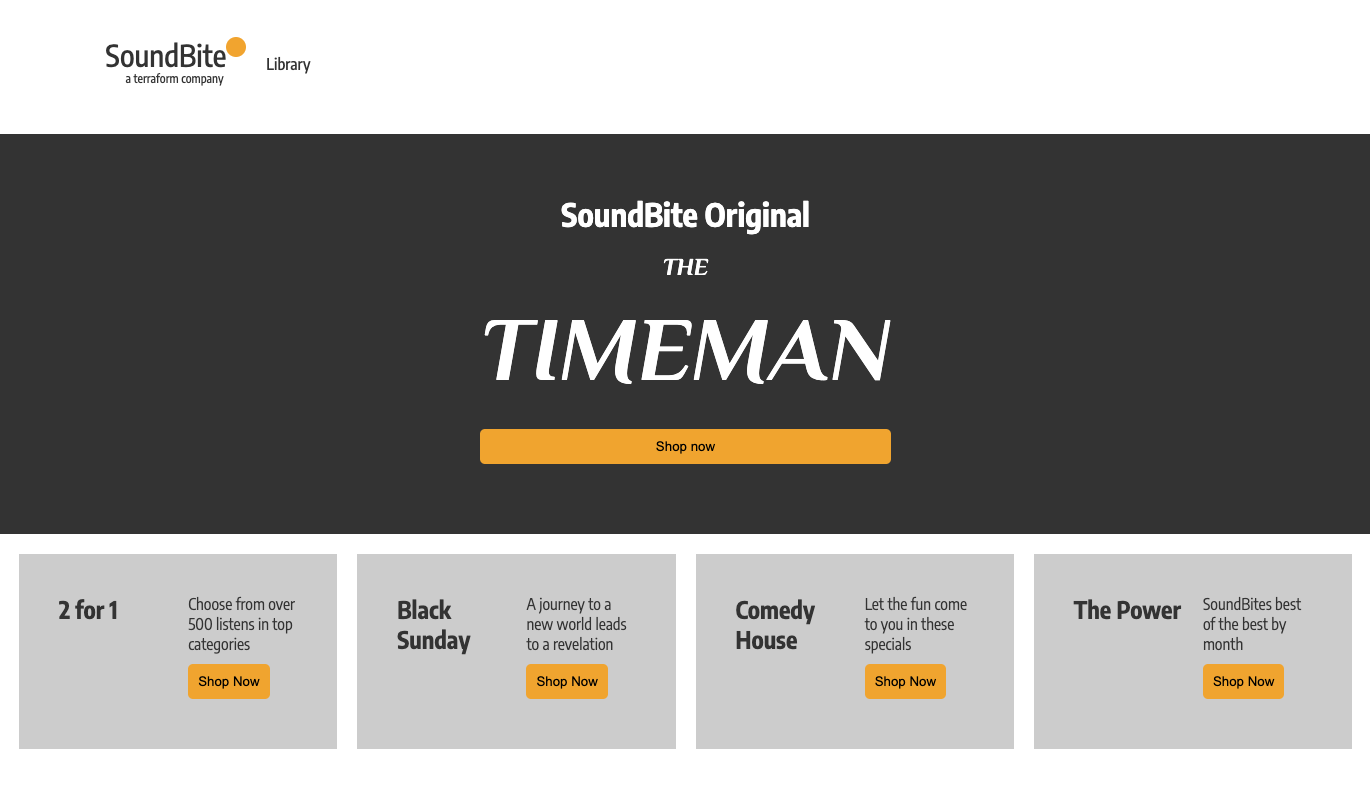 SoundBite
a terraform company
Library
SoundBite Original
THE
TIMEMAN
Shop now
2 for 1
Choose from over
500 listens in top
categories
Shop Now
Black
Sunday
A journey to a
new world leads
to a revelation
Shop Now
Comedy
House
Let the fun come
to you in these
specials
Shop Now
The Power
SoundBites best
of the best by
month
Shop Now